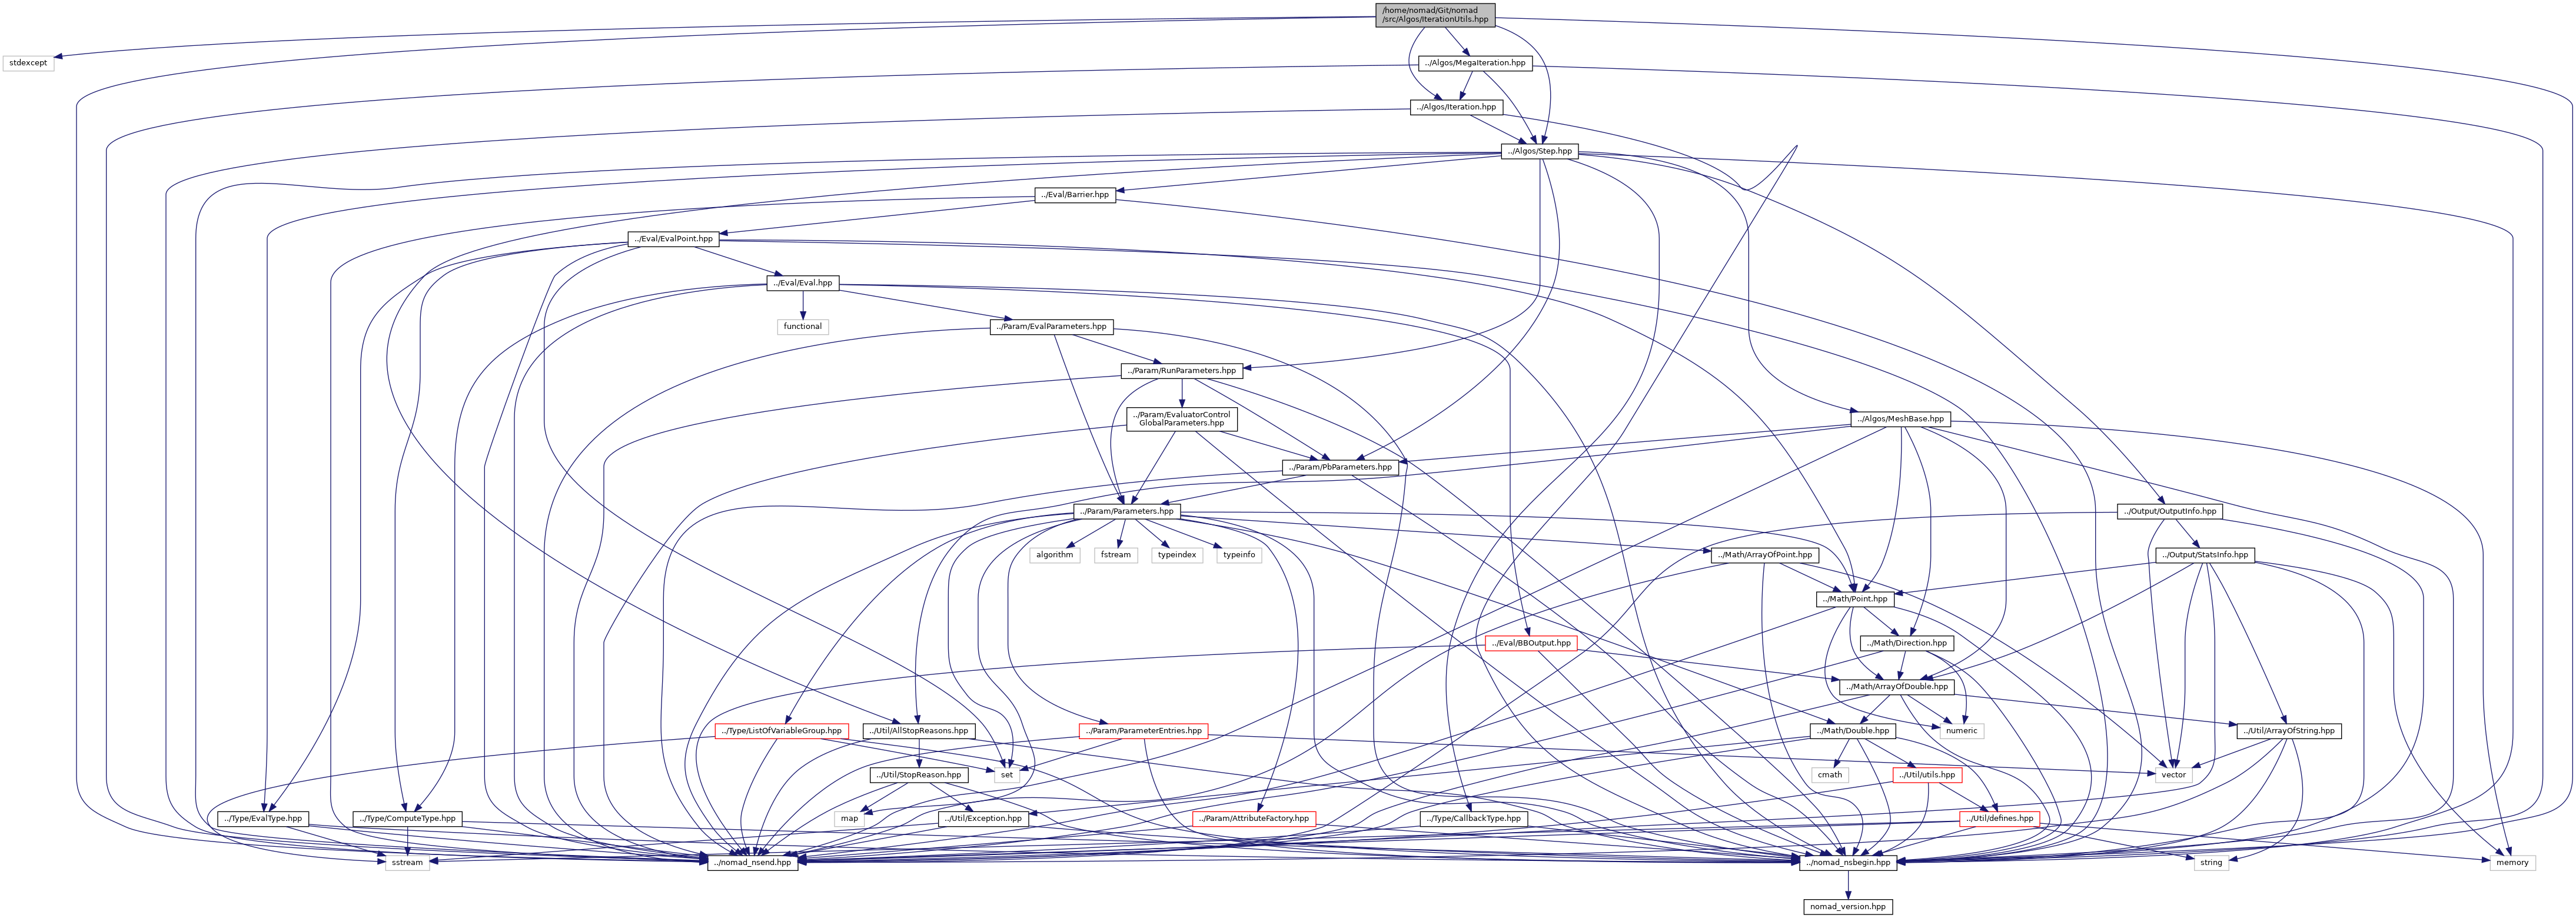 /home/nomad/Git/nomad
/src/Algos/IterationUtils.hpp
stdexcept
../Algos/MegaIteration.hpp
../Algos/Iteration.hpp
../Algos/Step.hpp
../Eval/Barrier.hpp
../Eval/EvalPoint.hpp
../Eval/Eval.hpp
functional
../Param/EvalParameters.hpp
../Param/RunParameters.hpp
../Param/EvaluatorControl
GlobalParameters.hpp
../Algos/MeshBase.hpp
../Param/PbParameters.hpp
../Param/Parameters.hpp
../Output/OutputInfo.hpp
algorithm
fstream
typeindex
typeinfo
../Math/ArrayOfPoint.hpp
../Output/StatsInfo.hpp
../Math/Point.hpp
../Eval/BBOutput.hpp
../Math/Direction.hpp
../Math/ArrayOfDouble.hpp
../Type/ListOfVariableGroup.hpp
../Util/AllStopReasons.hpp
../Param/ParameterEntries.hpp
../Math/Double.hpp
numeric
../Util/ArrayOfString.hpp
../Util/StopReason.hpp
set
cmath
../Util/utils.hpp
vector
../Type/EvalType.hpp
../Type/ComputeType.hpp
map
../Util/Exception.hpp
../Param/AttributeFactory.hpp
../Type/CallbackType.hpp
../Util/defines.hpp
sstream
../nomad_nsend.hpp
../nomad_nsbegin.hpp
string
memory
nomad_version.hpp